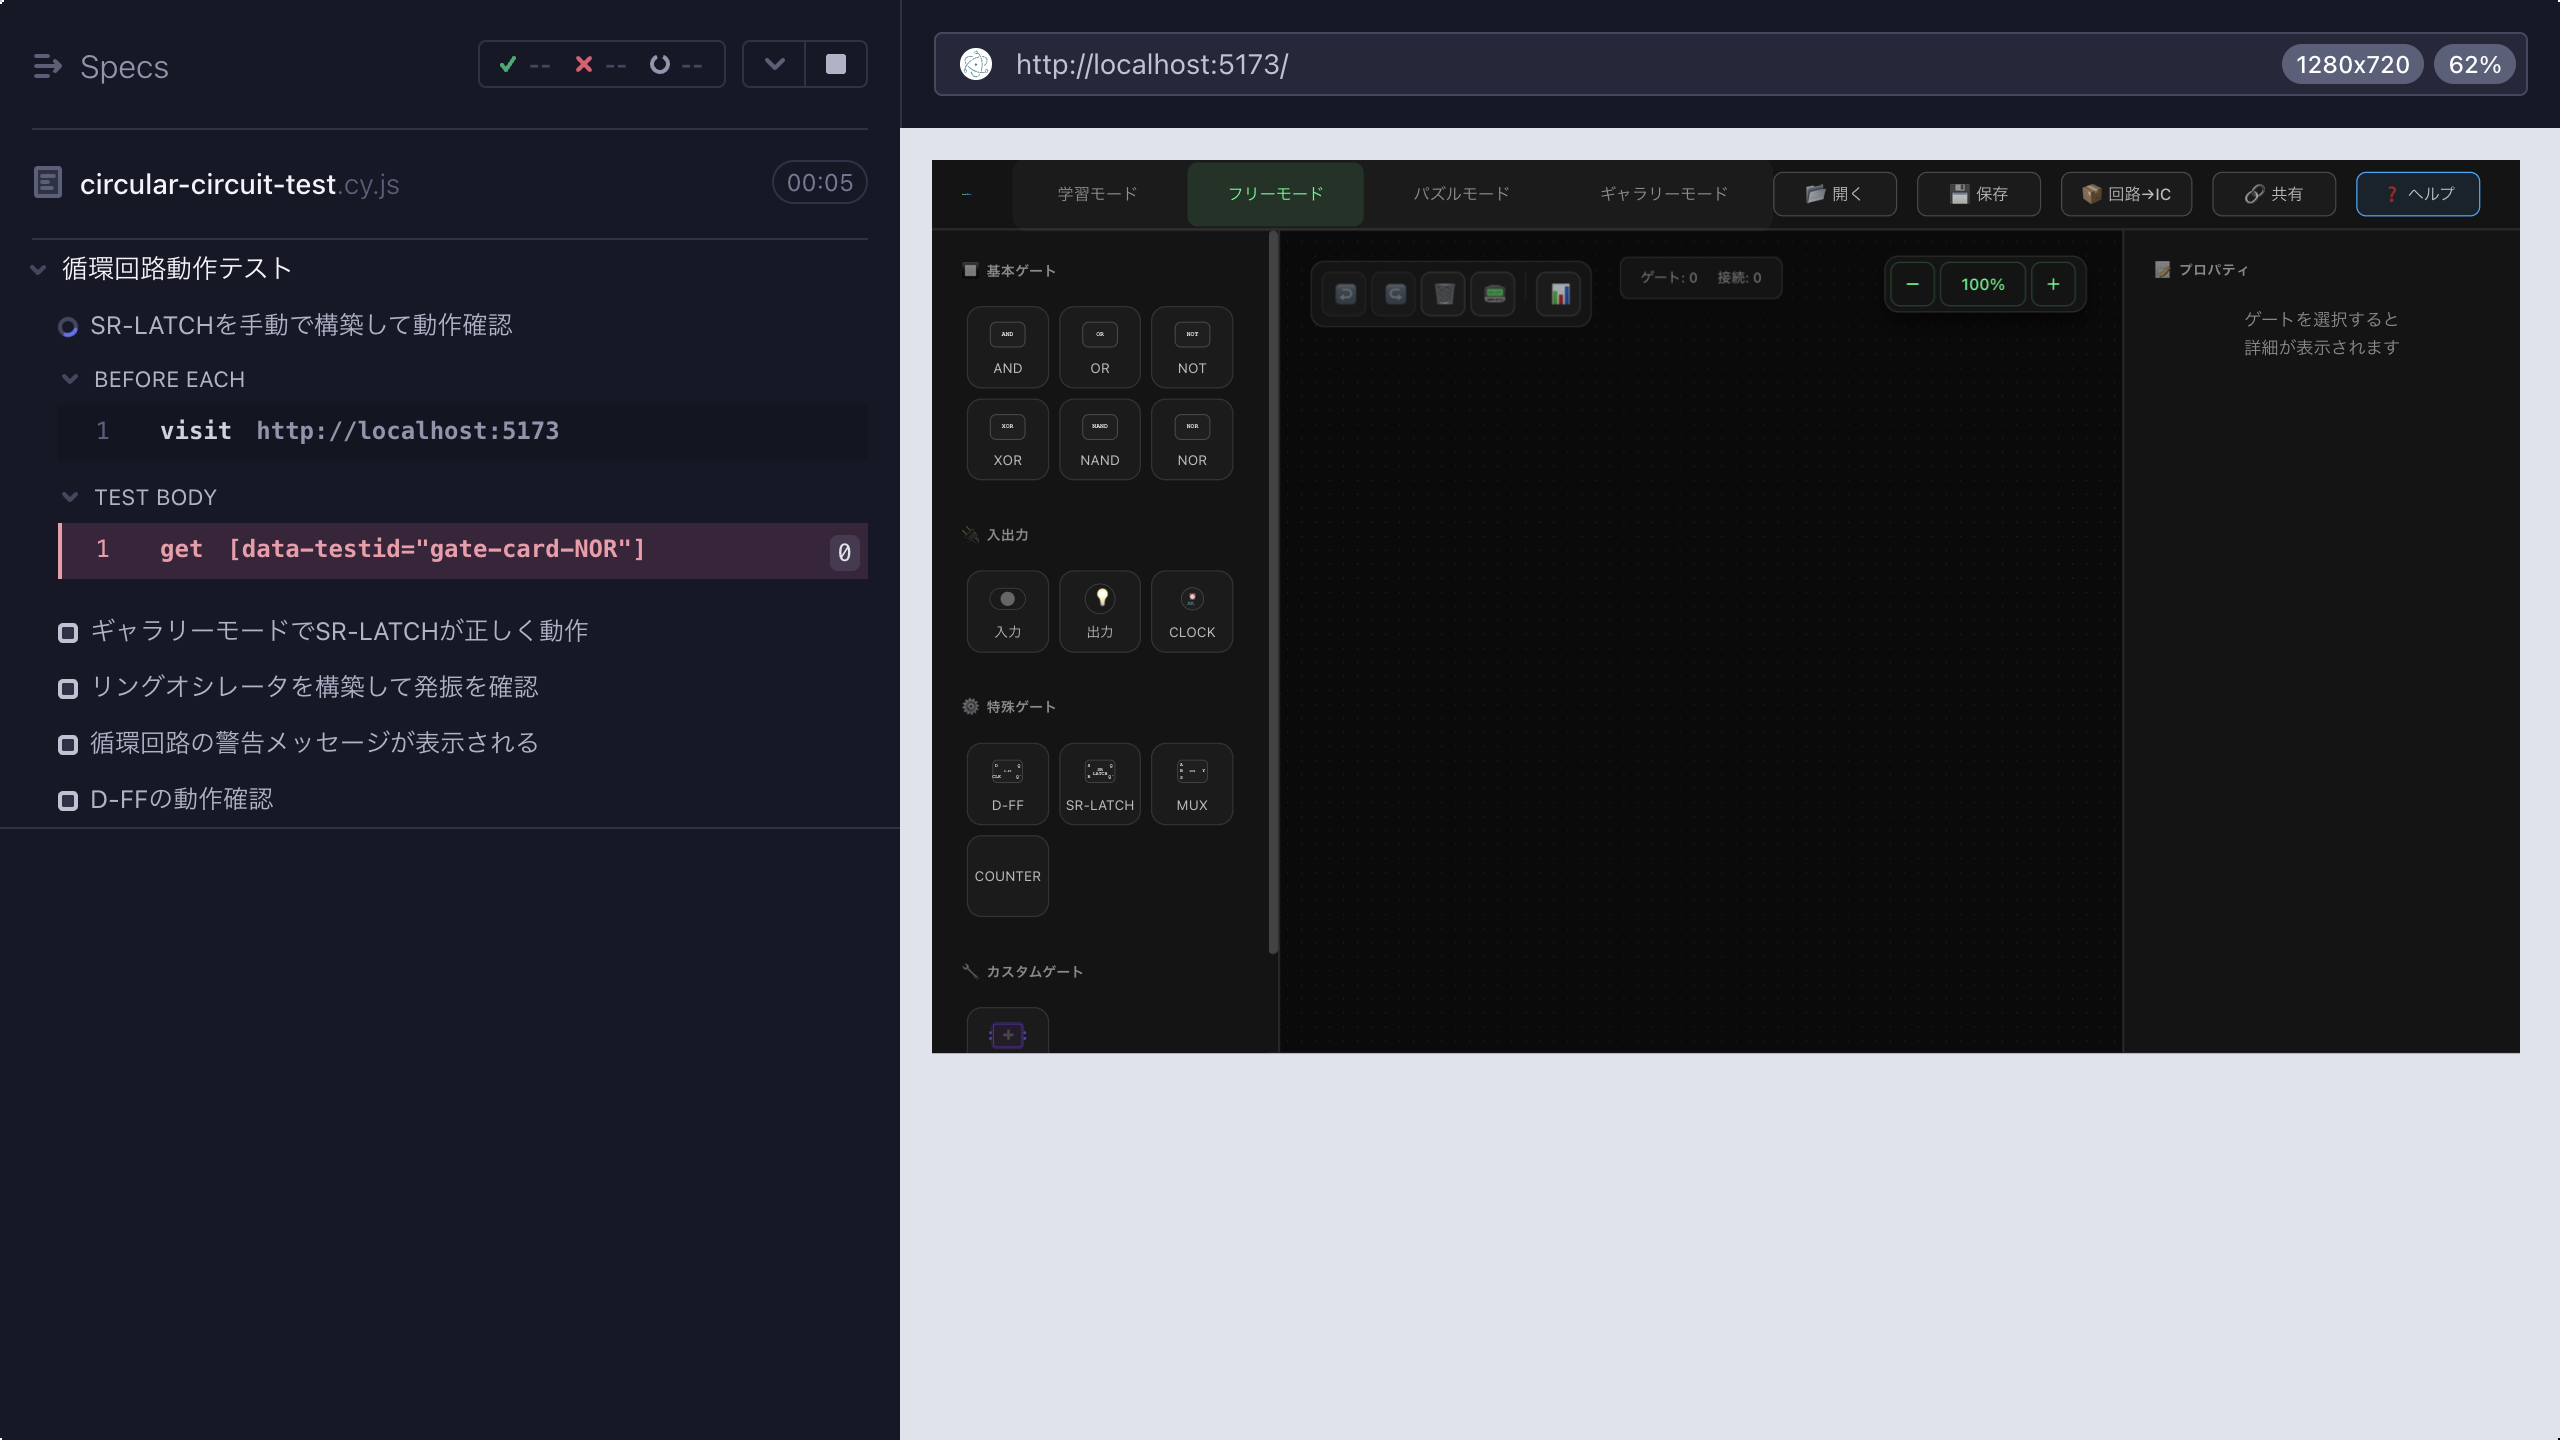 Specs
-- -- --
circular-circuit-test.cy.js
00:05
循環回路動作テスト
SR-LATCHを手動で構築して動作確認
BEFORE EACH
1 visit http://localhost:5173
TEST BODY
1 get [data-testid="gate-card-NOR"] 0
ギャラリーモードでSR-LATCHが正しく動作
リングオシレータを構築して発振を確認
循環回路の警告メッセージが表示される
D-FFの動作確認
http://localhost:5173/
1280x720
62%
学習モード
フリーモード
パズルモード
ギャラリーモード
開く
保存
回路→IC
共有
❓ ヘルプ
基本ゲート
AND OR NOT
AND OR NOT
XOR NAND NOR
XOR NAND NOR
入出力
入力 出力 CLOCK
特殊ゲート
D-FF SR-LATCH MUX
COUNTER
カスタムゲート
+
ゲート: 0 接続: 0
− 100% +
プロパティ
ゲートを選択すると
詳細が表示されます